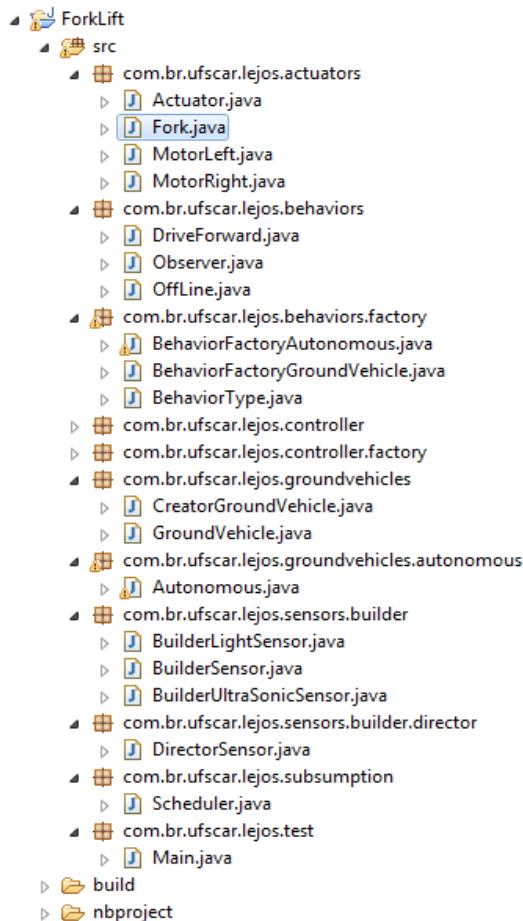 ForkLift
src
com.br.ufscar.lejos.actuators
Actuator.java
Fork.java
MotorLeft.java
MotorRight.java
com.br.ufscar.lejos.behaviors
DriveForward.java
Observer.java
OffLine.java
com.br.ufscar.lejos.behaviors.factory
BehaviorFactoryAutonomous.java
BehaviorFactoryGroundVehicle.java
BehaviorType.java
com.br.ufscar.lejos.controller
com.br.ufscar.lejos.controller.factory
com.br.ufscar.lejos.groundvehicles
CreatorGroundVehicle.java
GroundVehicle.java
com.br.ufscar.lejos.groundvehicles.autonomous
Autonomous.java
com.br.ufscar.lejos.sensors.builder
BuilderLightSensor.java
BuilderSensor.java
BuilderUltraSonicSensor.java
com.br.ufscar.lejos.sensors.builder.director
DirectorSensor.java
com.br.ufscar.lejos.subsumption
Scheduler.java
com.br.ufscar.lejos.test
Main.java
build
nbproject